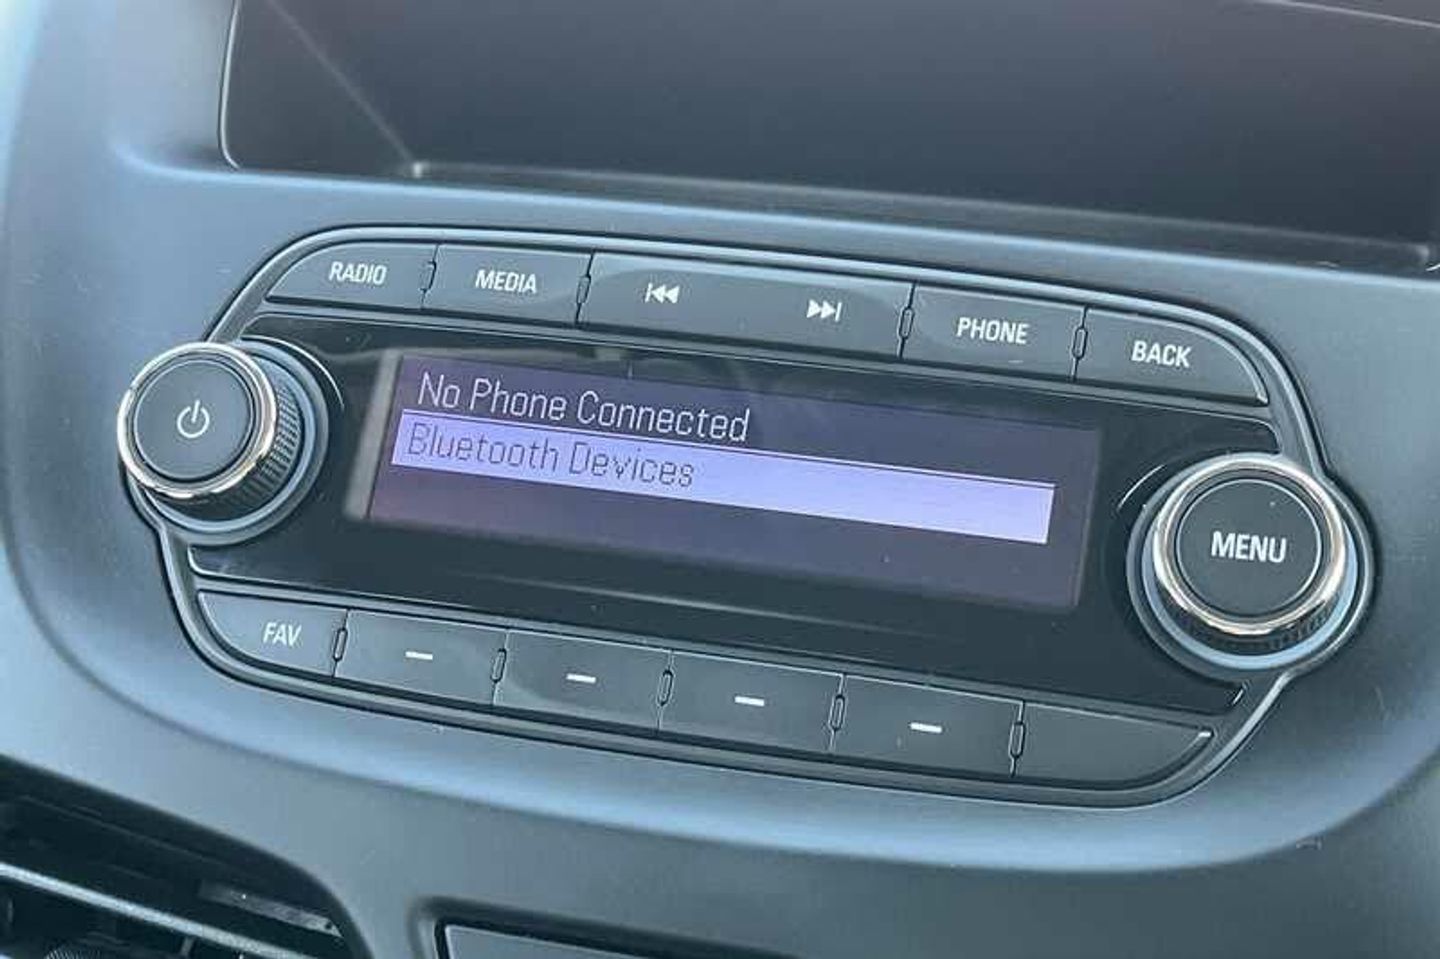 RADIO
MEDIA
PHONE
BACK
No Phone Connected
Bluetooth Devices
MENU
FAV